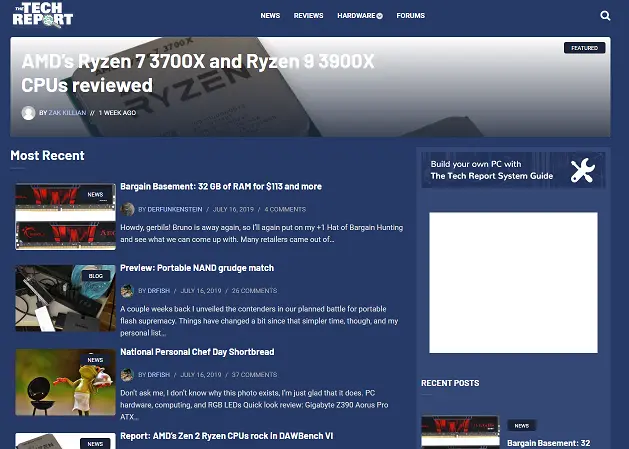 THE TECH
REPORT
NEWS REVIEWS HARDWARE FORUMS
FEATURED
AMD's Ryzen 7 3700X and Ryzen 9 3900X
CPUs reviewed
BY ZAK KILLIAN // 1 WEEK AGO
RYZEN
Most Recent
NEWS
Bargain Basement: 32 GB of RAM for $113 and more
BY DERFUNKENSTEIN / JULY 16, 2019 / 4 COMMENTS
Howdy, gerbils! Bruno is away again, so I'll again put on my +1 Hat of Bargain Hunting
and see what we can come up with. Many retailers came out of...
BLOG
Preview: Portable NAND grudge match
BY DRFISH / JULY 16, 2019 / 26 COMMENTS
A couple weeks back I unveiled the contenders in our planned battle for portable
flash supremacy. Things have changed a bit since that simpler time, though, and my
personal list...
NEWS
National Personal Chef Day Shortbread
BY DRFISH / JULY 16, 2019 / 37 COMMENTS
Don't ask me, I don't know why this photo exists, I'm just glad that it does. PC
hardware, computing, and RGB LEDs Quick look review: Gigabyte Z390 Aorus Pro
ATX...
NEWS
Report: AMD's Zen 2 Ryzen CPUs rock in DAWBench VI
Build your own PC with
The Tech Report System Guide
RECENT POSTS
NEWS
Bargain Basement: 32